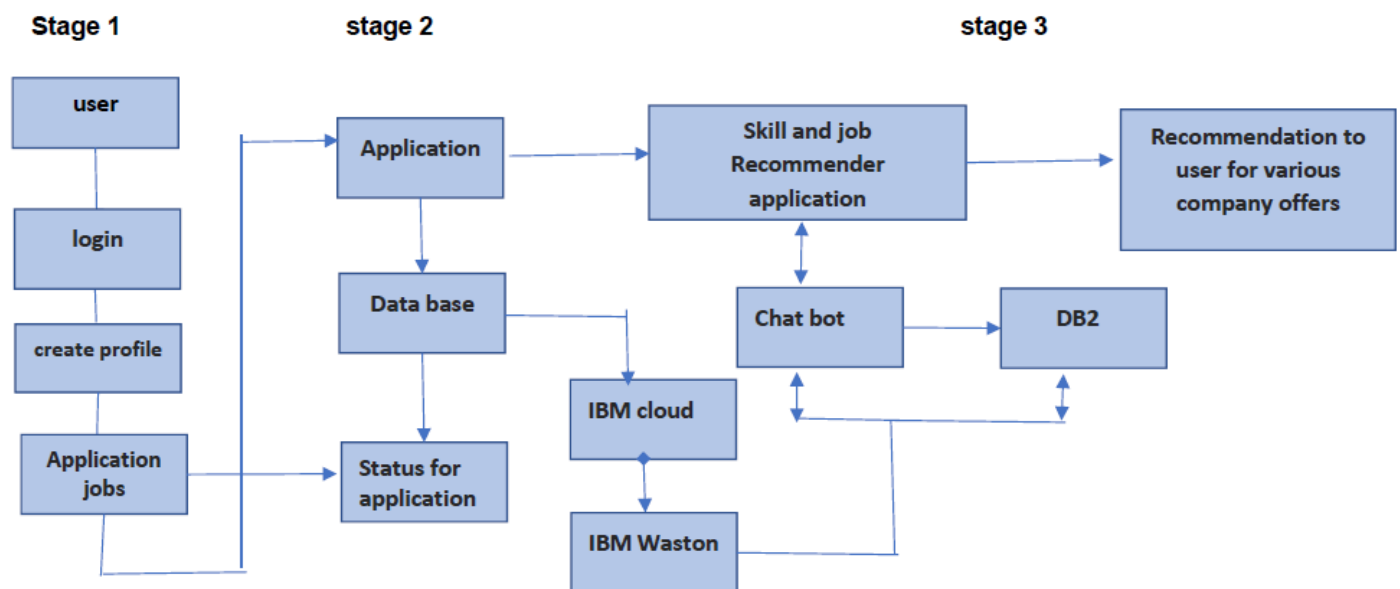 Stage 1
stage 2
stage 3
user
login
create profile
Application
jobs
Application
Data base
Status for
application
IBM cloud
IBM Waston
Skill and job
Recommender
application
Chat bot
DB2
Recommendation to
user for various
company offers